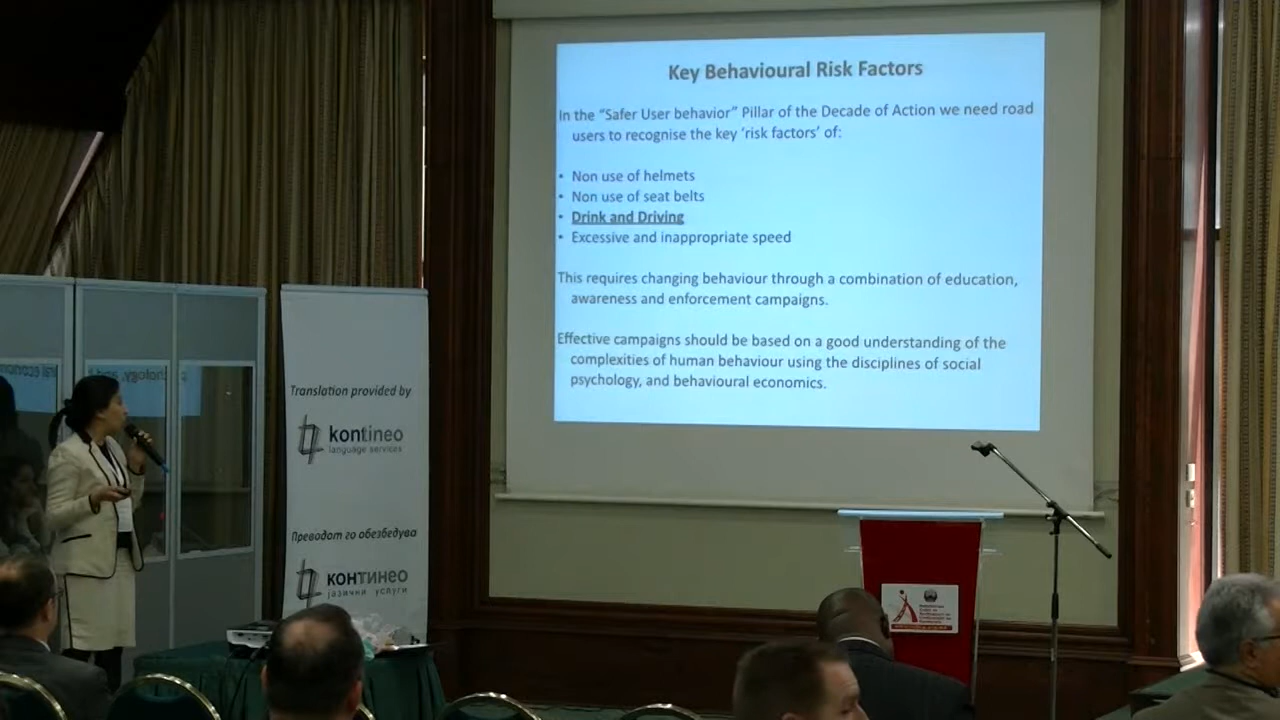 Key Behavioural Risk Factors
In the “Safer User behavior” Pillar of the Decade of Action we need road
users to recognise the key ‘risk factors’ of:
• Non use of helmets
• Non use of seat belts
• Drink and Driving
• Excessive and inappropriate speed
This requires changing behaviour through a combination of education,
awareness and enforcement campaigns.
Effective campaigns should be based on a good understanding of the
complexities of human behaviour using the disciplines of social
psychology, and behavioural economics.
Translation provided by
kontineo
language services
Преводот го обезбедува
континео
јазични услуги